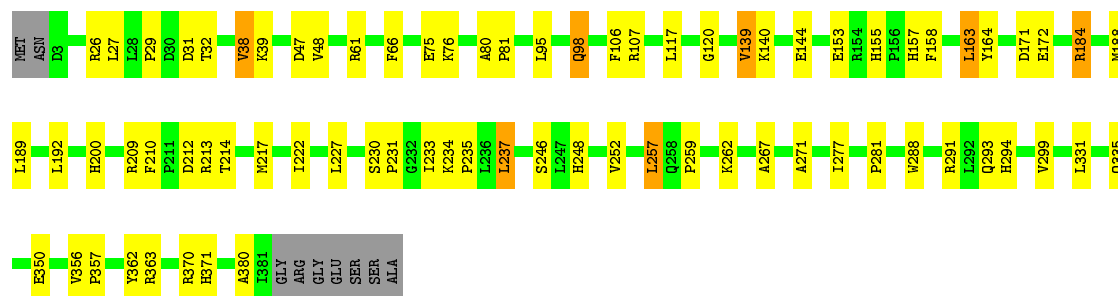 MET ASN D3 R26 L27 L28 P29 D30 D31 T32 V38 K39 D47 V48 R61 F66 E75 K76 A80 P81 L95 Q98 F106 R107 L117 G120 V139 K140 E144 E153 R154 H155 P156 H157 F158 L163 Y164 D171 E172 R184 M188
L189 L192 H200 R209 F210 P211 D212 R213 T214 M217 I222 L227 S230 P231 G232 I233 K234 P235 L236 L237 S246 L247 H248 V252 L257 Q258 P259 K262 A267 A271 I277 P281 W288 R291 L292 Q293 H294 V299 L331
E350 V356 P357 Y362 R363 R370 H371 A380 I381 GLY ARG GLY GLU SER SER ALA